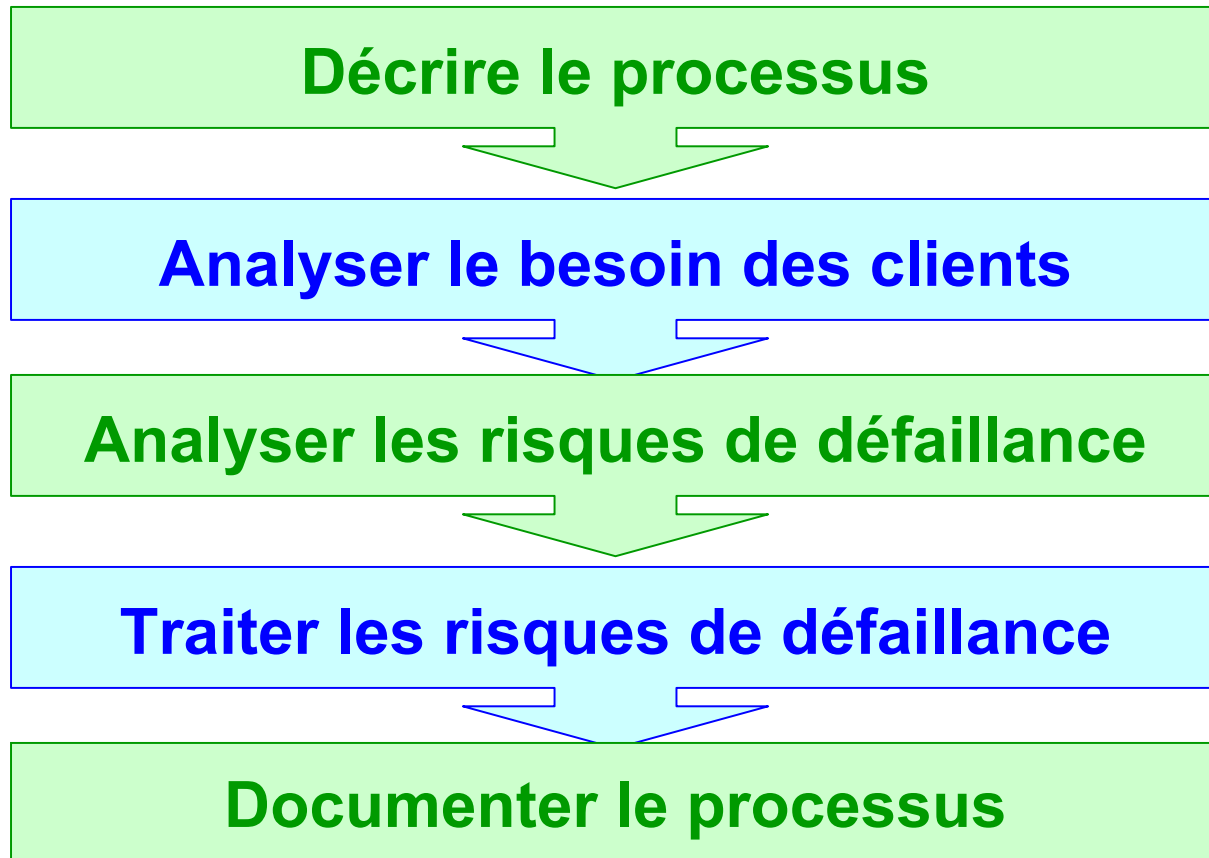 Décrire le processus
Analyser le besoin des clients
Analyser les risques de défaillance
Traiter les risques de défaillance
Documenter le processus